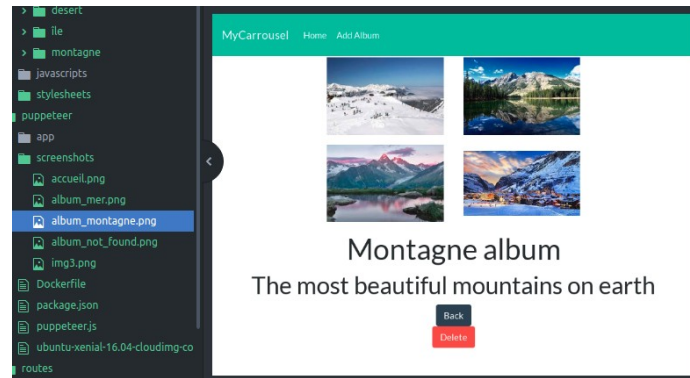 desert
île
montagne
javascripts
stylesheets
puppeteer
app
screenshots
accueil.png
album_mer.png
album_montagne.png
album_not_found.png
img3.png
Dockerfile
package.json
puppeteer.js
ubuntu-xenial-16.04-cloudimg-co
routes
MyCarrousel Home Add Album
Montagne album
The most beautiful mountains on earth
Back
Delete